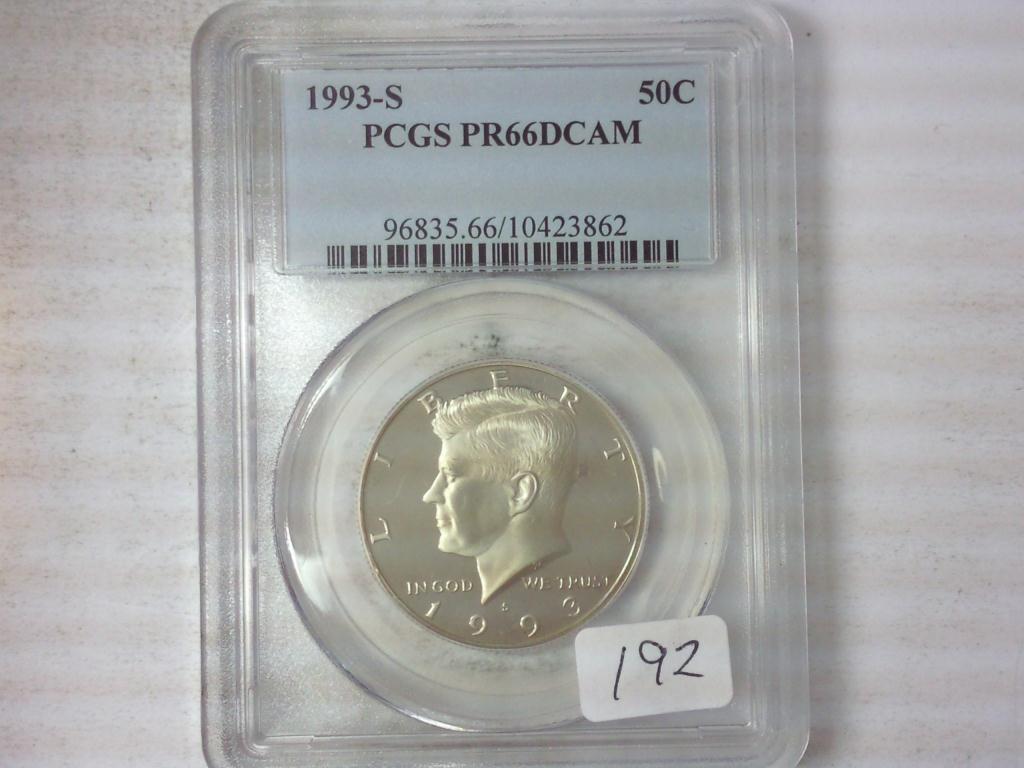 1993-S 50C
PCGS PR66DCAM
96835.66/10423862
LIBERTY
IN GOD WE TRUST
S
1993
192